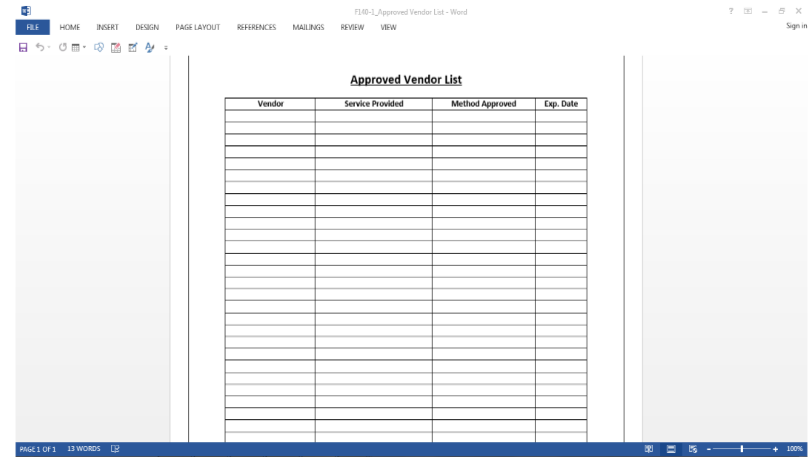 F160-1_Approved Vendor List - Word
Sign in
FILE HOME INSERT DESIGN PAGE LAYOUT REFERENCES MAILINGS REVIEW VIEW
Approved Vendor List
Vendor Service Provided Method Approved Exp. Date
PAGE 1 OF 1 13 WORDS 100%